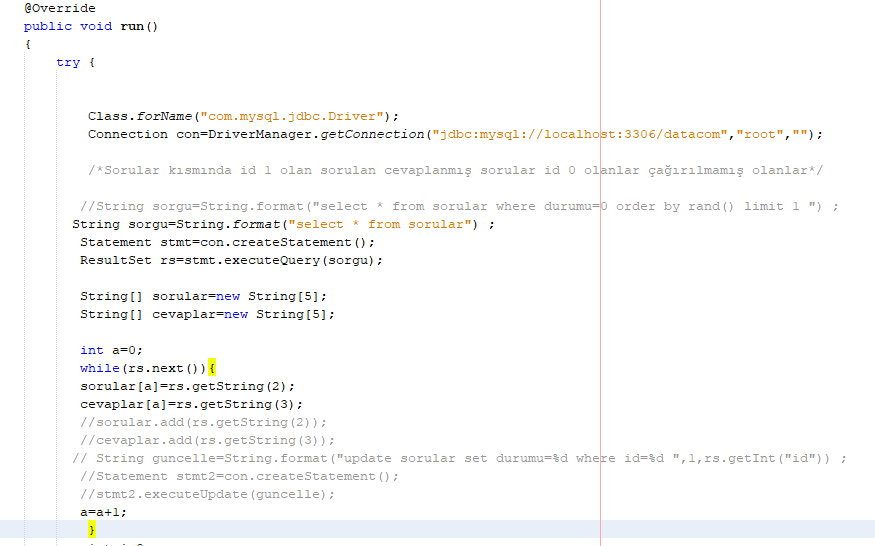 @Override
public void run()
{
try {
Class.forName("com.mysql.jdbc.Driver");
Connection con=DriverManager.getConnection("jdbc:mysql://localhost:3306/datacom","root","");
/*Sorular kısmında id 1 olan sorulan cevaplanmış sorular id 0 olanlar çağırılmamış olanlar*/
//String sorgu=String.format("select * from sorular where durumu=0 order by rand() limit 1 ") ;
String sorgu=String.format("select * from sorular") ;
Statement stmt=con.createStatement();
ResultSet rs=stmt.executeQuery(sorgu);
String[] sorular=new String[5];
String[] cevaplar=new String[5];
int a=0;
while(rs.next()){
sorular[a]=rs.getString(2);
cevaplar[a]=rs.getString(3);
//sorular.add(rs.getString(2));
//cevaplar.add(rs.getString(3));
// String guncelle=String.format("update sorular set durumu=%d where id=%d ",1,rs.getInt("id")) ;
//Statement stmt2=con.createStatement();
//stmt2.executeUpdate(guncelle);
a=a+1;
}